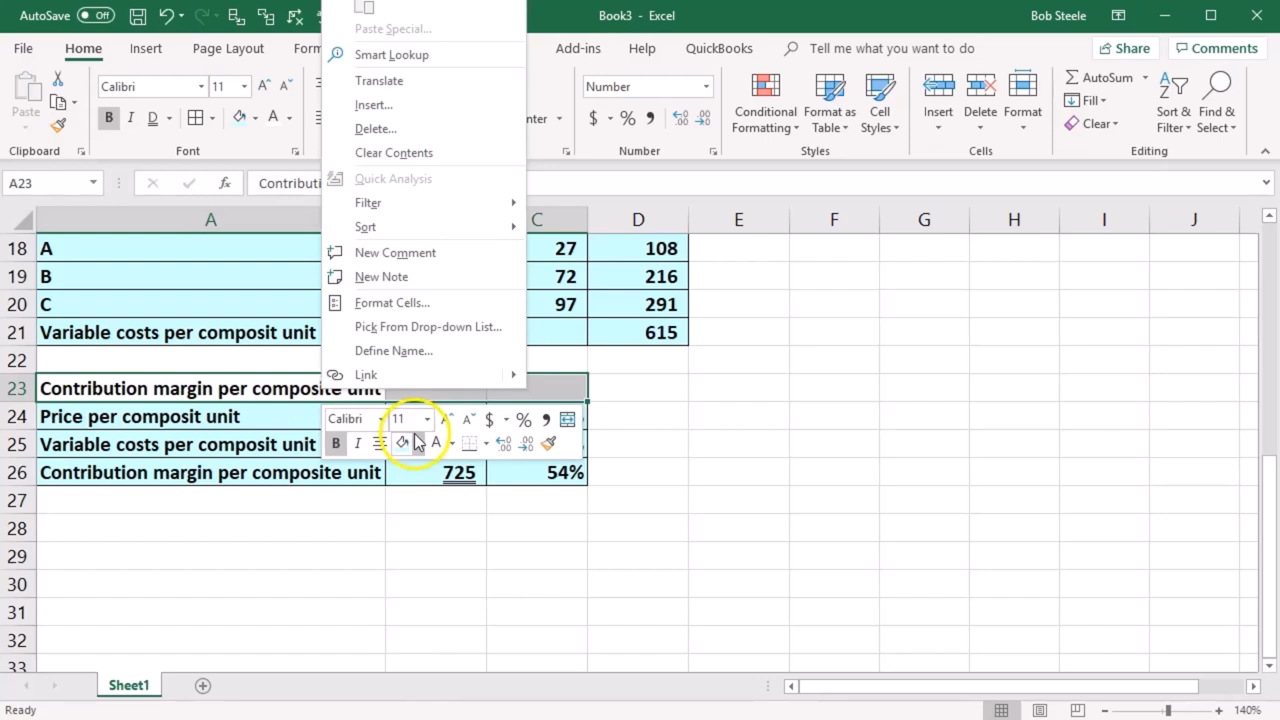 AutoSave Off Book3 - Excel Bob Steele
File Home Insert Page Layout Form Add-ins Help QuickBooks Tell me what you want to do Share Comments
Paste Calibri 11 B I D A Number $ % Conditional Formatting Format as Table Cell Styles Insert Delete Format AutoSum Fill Clear Sort & Filter Find & Select
Clipboard Font Number Styles Cells Editing
A23 fx Contributi
Paste Special...
Smart Lookup
Translate
Insert...
Delete...
Clear Contents
Quick Analysis
Filter
Sort
New Comment
New Note
Format Cells...
Pick From Drop-down List...
Define Name...
Link
A C D E F G H I J
18 A 27 108
19 B 72 216
20 C 97 291
21 Variable costs per composit unit 615
22
23 Contribution margin per composite unit
Calibri 11 A A $ % ,
24 Price per composit unit
B I A
25 Variable costs per composit unit
26 Contribution margin per composite unit 725 54%
27
28
29
30
31
32
33
Sheet1
Ready 140%